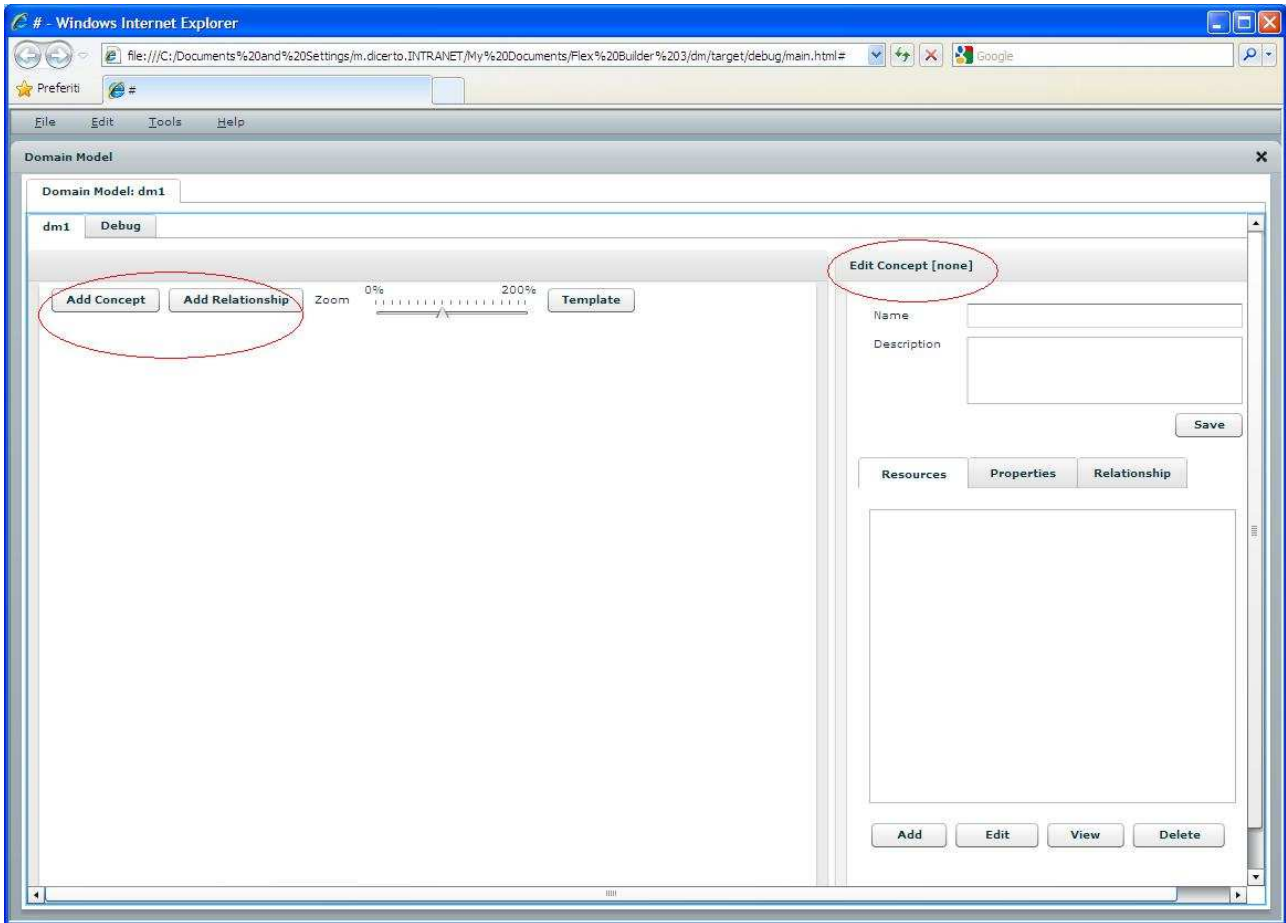 # - Windows Internet Explorer
file:///C:/Documents%20and%20Settings/m.dicerto.INTRANET/My%20Documents/Flex%20Builder%203/dm/target/debug/main.html#
Google
Preferiti
#
File Edit Tools Help
Domain Model
Domain Model: dm1
dm1 Debug
Edit Concept [none]
Add Concept Add Relationship Zoom 0% 200% Template
Name
Description
Save
Resources Properties Relationship
Add Edit View Delete